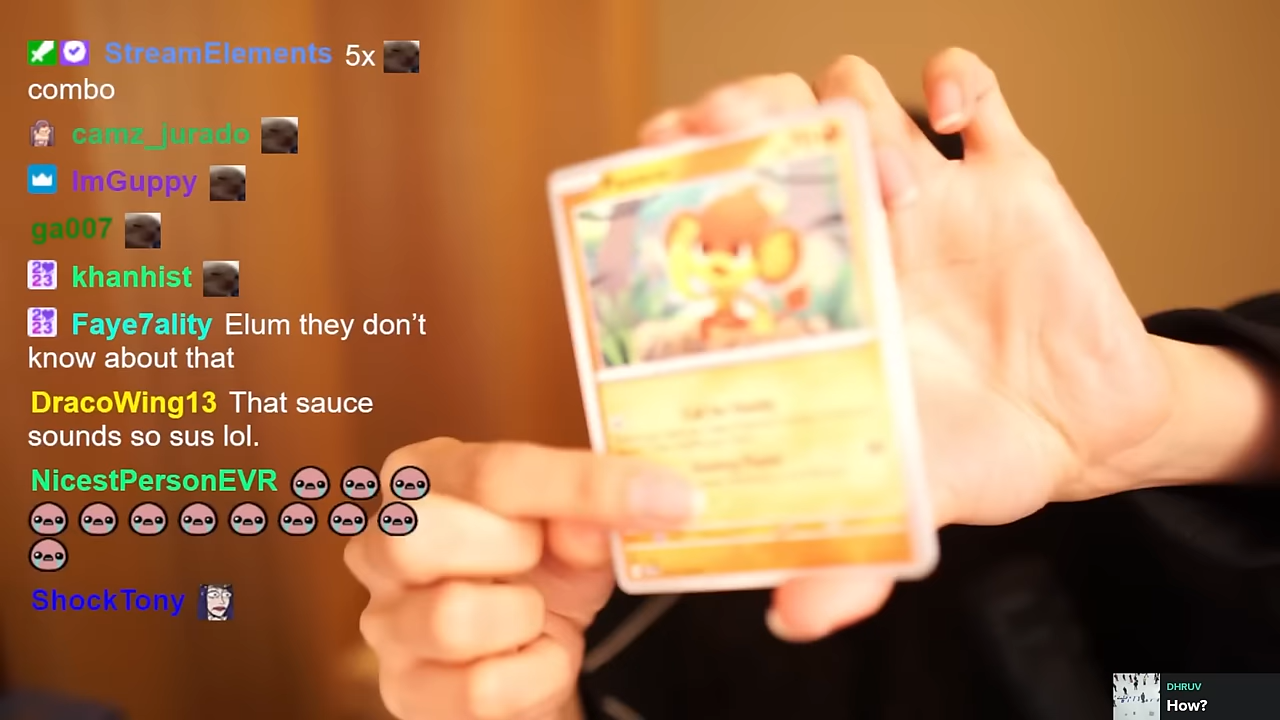 StreamElements 5x
combo
camz_jurado
ImGuppy
ga007
khanhist
Faye7ality Elum they don't
know about that
DracoWing13 That sauce
sounds so sus lol.
NicestPersonEVR
ShockTony
DHRUV
How?